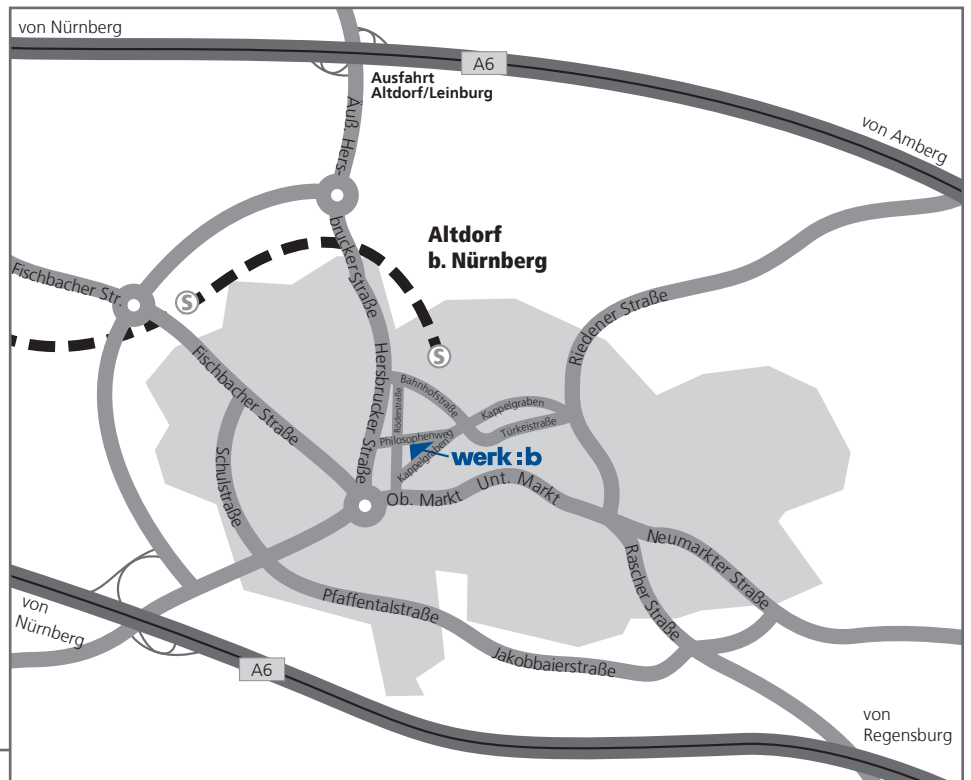 von Nürnberg
A6
Ausfahrt
Altdorf/Leinburg
von Amberg
Äuß. Hers-
brucker Straße
Altdorf
b. Nürnberg
Fischbacher Str.
S
S
Riedener Straße
Fischbacher Straße
Hersbrucker Straße
Bahnhofstraße
Röderstraße
Kappelgraben
Türkeistraße
Philosophenweg
Kappelgraben
werk:b
Schulstraße
Ob. Markt
Unt. Markt
Neumarkter Straße
Rascher Straße
Pfaffentalstraße
Jakobbaierstraße
von
Nürnberg
A6
von
Regensburg